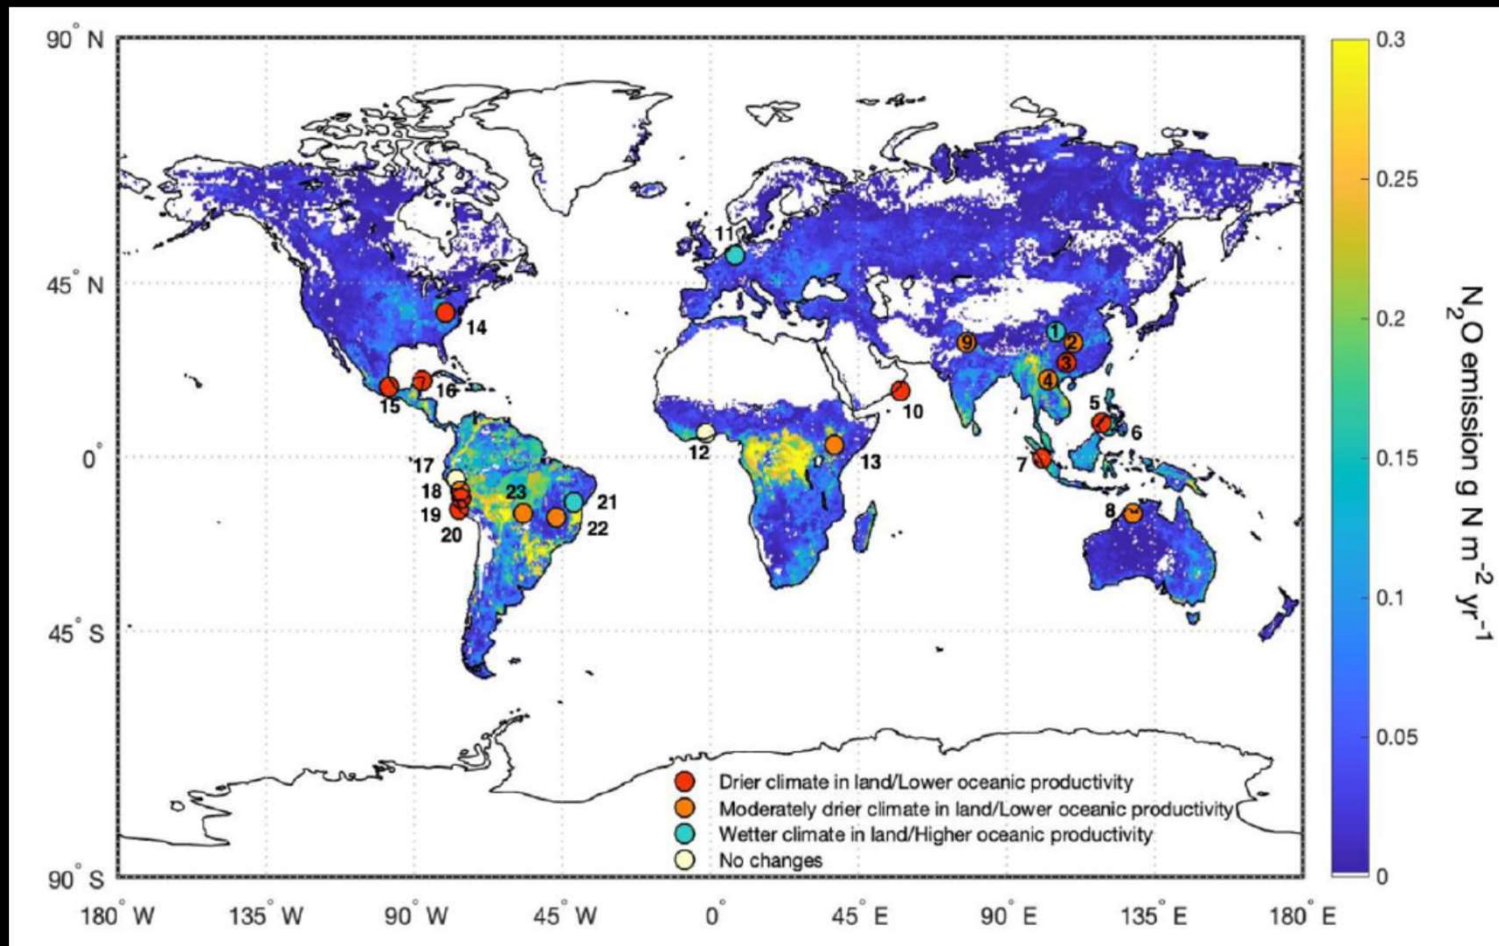 90° N
45° N
0°
45° S
90° S
180° W
135° W
90° W
45° W
0°
45° E
90° E
135° E
180° E
11
14
15
7
16
12
13
10
9
1
2
3
4
5
6
7
8
17
18
19
20
23
21
22
Drier climate in land/Lower oceanic productivity
Moderately drier climate in land/Lower oceanic productivity
Wetter climate in land/Higher oceanic productivity
No changes
0.3
0.25
0.2
0.15
0.1
0.05
0
N₂O emission g N m⁻² yr⁻¹